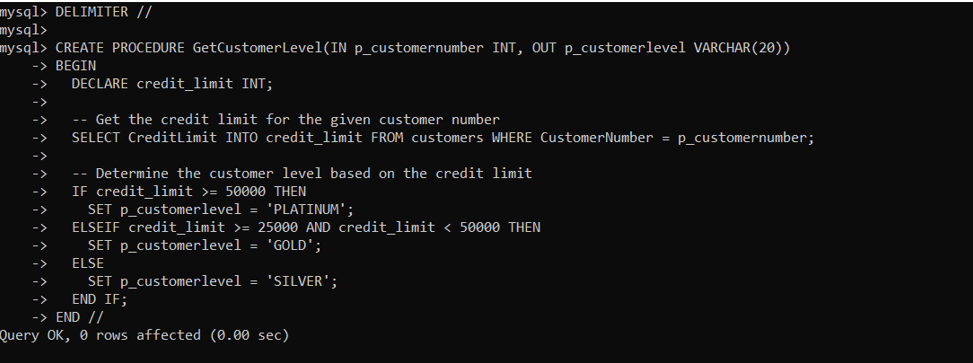 mysql> DELIMITER //
mysql>
mysql> CREATE PROCEDURE GetCustomerLevel(IN p_customernumber INT, OUT p_customerlevel VARCHAR(20))
    -> BEGIN
    ->   DECLARE credit_limit INT;
    ->
    ->   -- Get the credit limit for the given customer number
    ->   SELECT CreditLimit INTO credit_limit FROM customers WHERE CustomerNumber = p_customernumber;
    ->
    ->   -- Determine the customer level based on the credit limit
    ->   IF credit_limit >= 50000 THEN
    ->     SET p_customerlevel = 'PLATINUM';
    ->   ELSEIF credit_limit >= 25000 AND credit_limit < 50000 THEN
    ->     SET p_customerlevel = 'GOLD';
    ->   ELSE
    ->     SET p_customerlevel = 'SILVER';
    ->   END IF;
    -> END //
Query OK, 0 rows affected (0.00 sec)